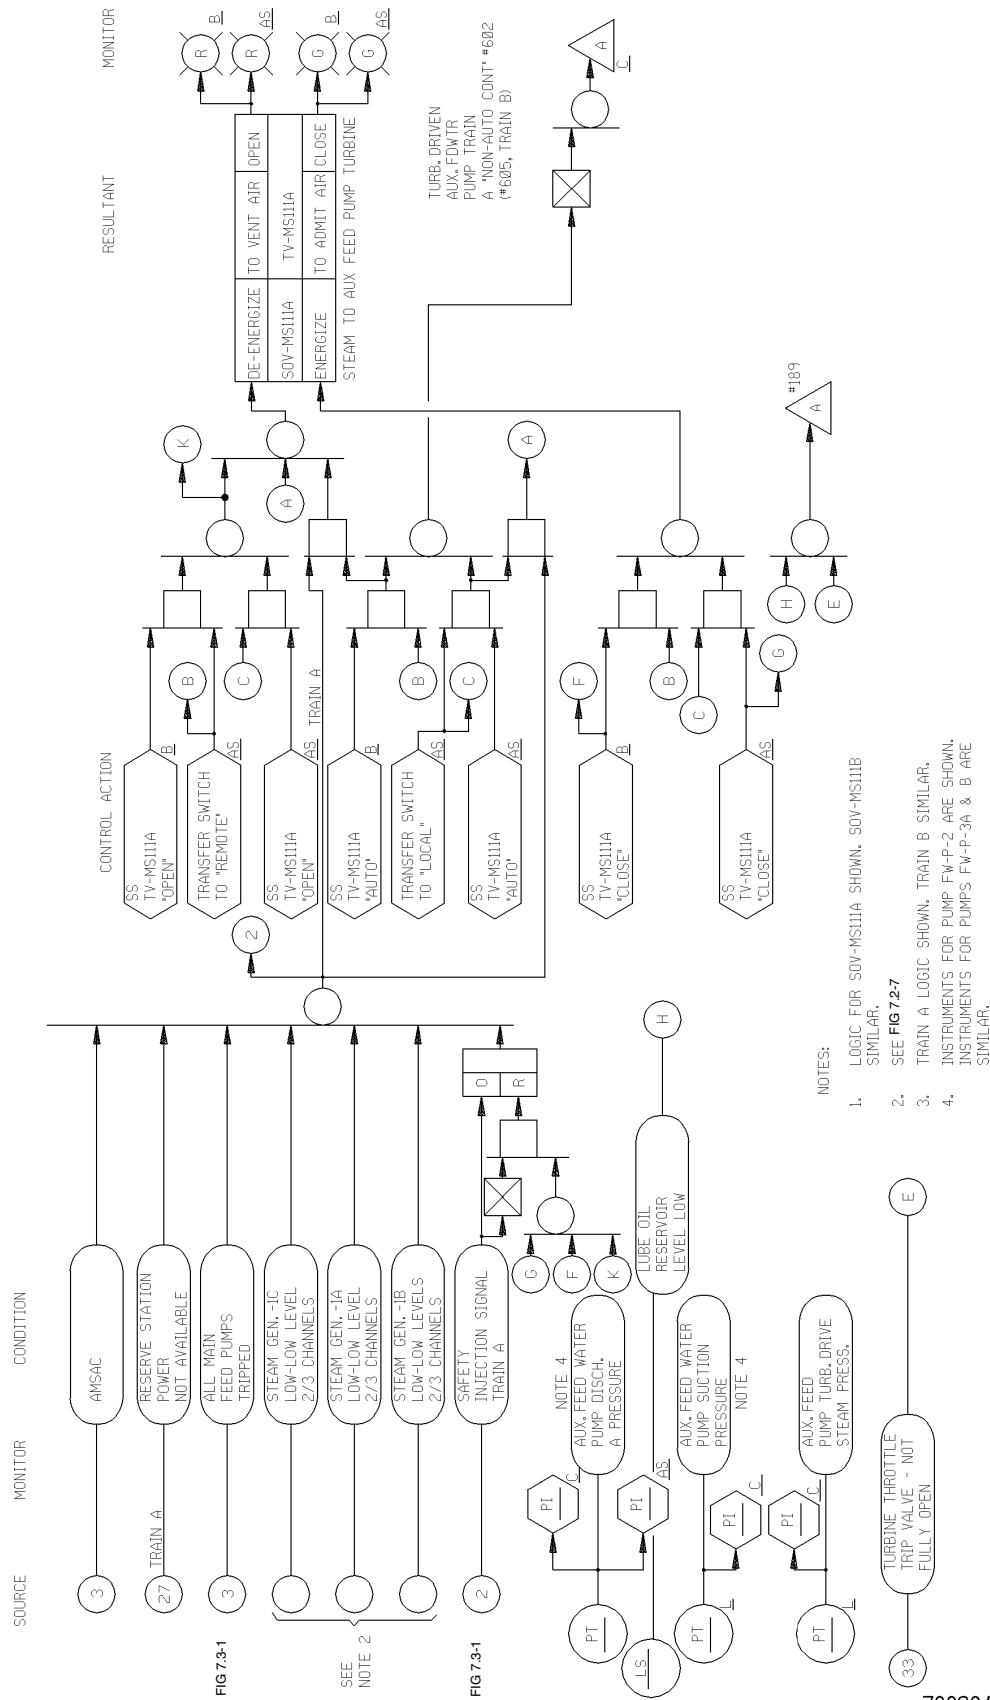 SOURCE
MONITOR
CONDITION
CONTROL ACTION
RESULTANT
MONITOR
3
AMSAC
27
TRAIN A
RESERVE STATION
POWER
NOT AVAILABLE
FIG 7.3-1
3
ALL MAIN
FEED PUMPS
TRIPPED
SEE
NOTE 2
STEAM GEN.-1C
LOW-LOW LEVEL
2/3 CHANNELS
STEAM GEN.-1A
LOW-LOW LEVEL
2/3 CHANNELS
STEAM GEN.-1B
LOW-LOW LEVELS
2/3 CHANNELS
FIG 7.3-1
2
SAFETY
INJECTION SIGNAL
TRAIN A
O
R
G
F
K
2
TRAIN A
SS
TV-MS111A
"OPEN"
B
TRANSFER SWITCH
TO "REMOTE"
AS
B
C
SS
TV-MS111A
"OPEN"
AS
SS
TV-MS111A
"AUTO"
B
B
TRANSFER SWITCH
TO "LOCAL"
AS
C
SS
TV-MS111A
"AUTO"
AS
SS
TV-MS111A
"CLOSE"
B
F
B
C
SS
TV-MS111A
"CLOSE"
AS
G
K
A
A
DE-ENERGIZE
TO VENT AIR
OPEN
SOV-MS111A
TV-MS111A
ENERGIZE
TO ADMIT AIR
CLOSE
STEAM TO AUX FEED PUMP TURBINE
R
B
R
AS
G
B
G
AS
TURB. DRIVEN
AUX. FDWTR
PUMP TRAIN
A "NON-AUTO CONT" #602
(#605, TRAIN B)
A
C
H
E
#189
A
NOTE 4
PT
PI
C
PI
AS
AUX. FEED WATER
PUMP DISCH.
A PRESSURE
LS
LUBE OIL
RESERVOIR
LEVEL LOW
H
PT
L
PI
C
AUX. FEED WATER
PUMP SUCTION
PRESSURE
NOTE 4
PT
L
PI
C
AUX. FEED
PUMP TURB. DRIVE
STEAM PRESS.
33
TURBINE THROTTLE
TRIP VALVE - NOT
FULLY OPEN
E
NOTES:
1. LOGIC FOR SOV-MS111A SHOWN. SOV-MS111B
SIMILAR.
2. SEE FIG 7.2-7
3. TRAIN A LOGIC SHOWN. TRAIN B SIMILAR.
4. INSTRUMENTS FOR PUMP FW-P-2 ARE SHOWN.
INSTRUMENTS FOR PUMPS FW-P-3A & B ARE
SIMILAR.